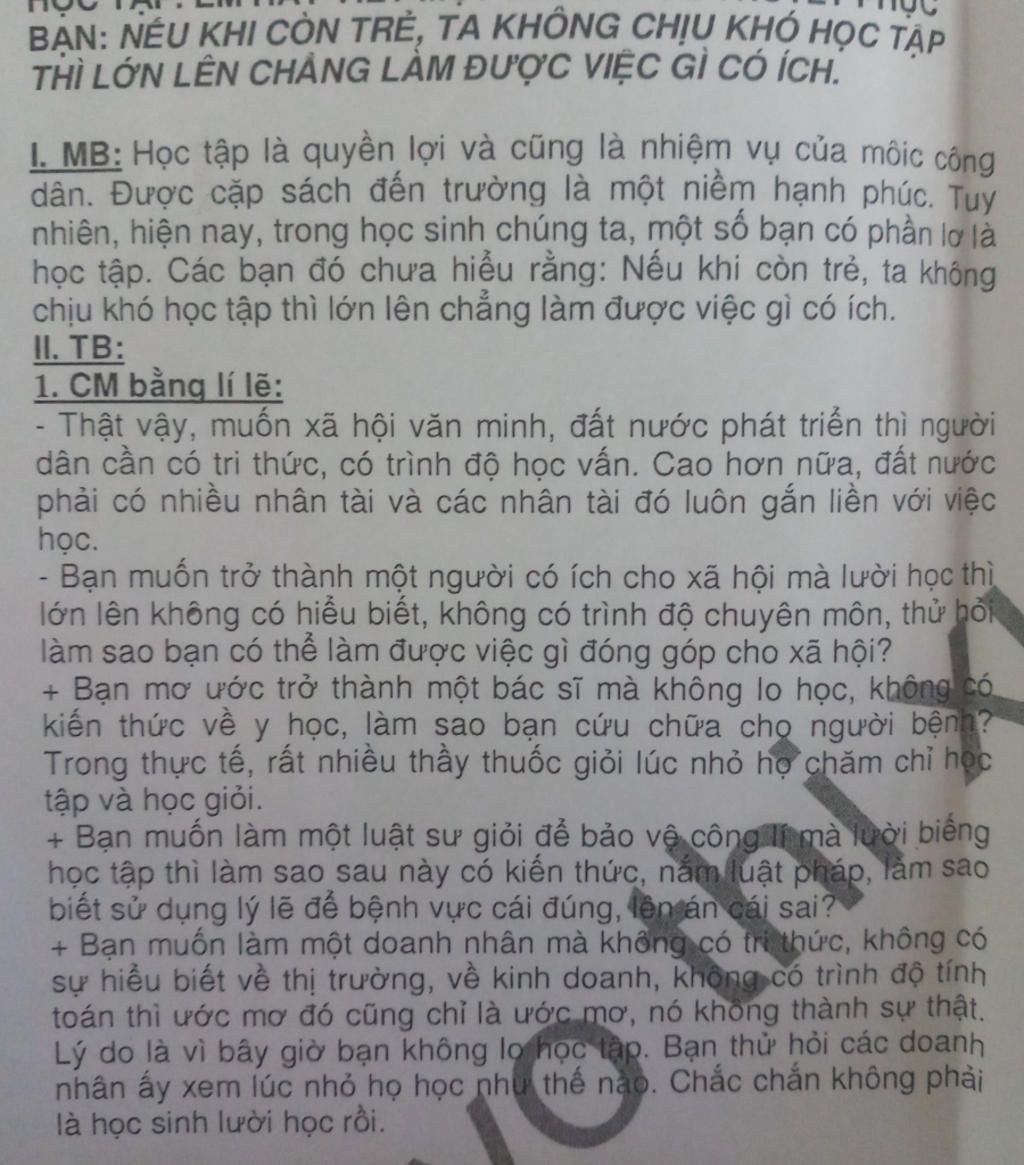 BẠN: NẾU KHI CÒN TRẺ, TA KHÔNG CHỊU KHÓ HỌC TẬP
THÌ LỚN LÊN CHẲNG LÀM ĐƯỢC VIỆC GÌ CÓ ÍCH.
I. MB: Học tập là quyền lợi và cũng là nhiệm vụ của mỗic công
dân. Được cặp sách đến trường là một niềm hạnh phúc. Tuy
nhiên, hiện nay, trong học sinh chúng ta, một số bạn có phần lơ là
học tập. Các bạn đó chưa hiểu rằng: Nếu khi còn trẻ, ta không
chịu khó học tập thì lớn lên chẳng làm được việc gì có ích.
II. TB:
1. CM bằng lí lẽ:
- Thật vậy, muốn xã hội văn minh, đất nước phát triển thì người
dân cần có tri thức, có trình độ học vấn. Cao hơn nữa, đất nước
phải có nhiều nhân tài và các nhân tài đó luôn gắn liền với việc
học.
- Bạn muốn trở thành một người có ích cho xã hội mà lười học thì
lớn lên không có hiểu biết, không có trình độ chuyên môn, thử hỏi
làm sao bạn có thể làm được việc gì đóng góp cho xã hội?
+ Bạn mơ ước trở thành một bác sĩ mà không lo học, không có
kiến thức về y học, làm sao bạn cứu chữa cho người bệnh?
Trong thực tế, rất nhiều thầy thuốc giỏi lúc nhỏ họ chăm chỉ học
tập và học giỏi.
+ Bạn muốn làm một luật sư giỏi để bảo vệ công lí mà lười biếng
học tập thì làm sao sau này có kiến thức, nắm luật pháp, làm sao
biết sử dụng lý lẽ để bệnh vực cái đúng, lên án cái sai?
+ Bạn muốn làm một doanh nhân mà không có tri thức, không có
sự hiểu biết về thị trường, về kinh doanh, không có trình độ tính
toán thì ước mơ đó cũng chỉ là ước mơ, nó không thành sự thật.
Lý do là vì bây giờ bạn không lo học tập. Bạn thử hỏi các doanh
nhân ấy xem lúc nhỏ họ học như thế nào. Chắc chắn không phải
là học sinh lười học rồi.
vo thi